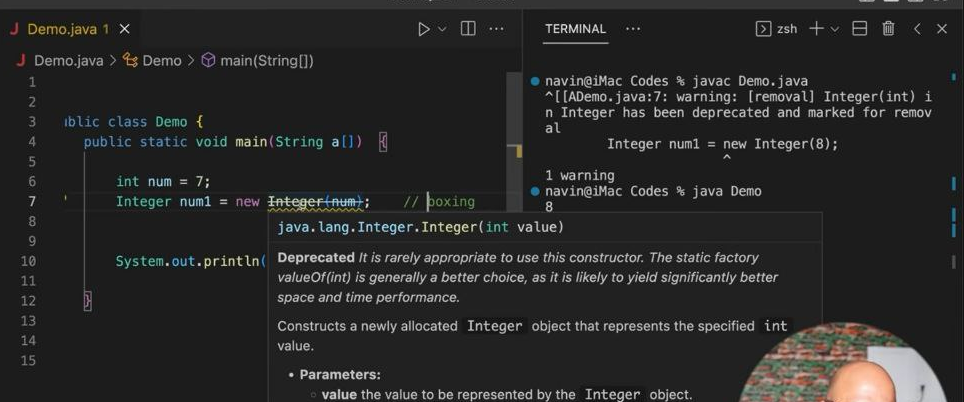 J Demo.java 1 ×
J Demo.java > Demo > main(String[])
1
2
3 ublic class Demo {
4 public static void main(String a[]) {
5
6 int num = 7;
7 Integer num1 = new Integer(num); // boxing
8
9
10 System.out.println(
11
12 }
13
14
15
java.lang.Integer.Integer(int value)
Deprecated It is rarely appropriate to use this constructor. The static factory
valueOf(int) is generally a better choice, as it is likely to yield significantly better
space and time performance.
Constructs a newly allocated Integer object that represents the specified int
value.
• Parameters:
◦ value the value to be represented by the Integer object.
TERMINAL ... zsh
navin@iMac Codes % javac Demo.java
^[[ADemo.java:7: warning: [removal] Integer(int) i
n Integer has been deprecated and marked for remov
al
Integer num1 = new Integer(8);
^
1 warning
navin@iMac Codes % java Demo
8